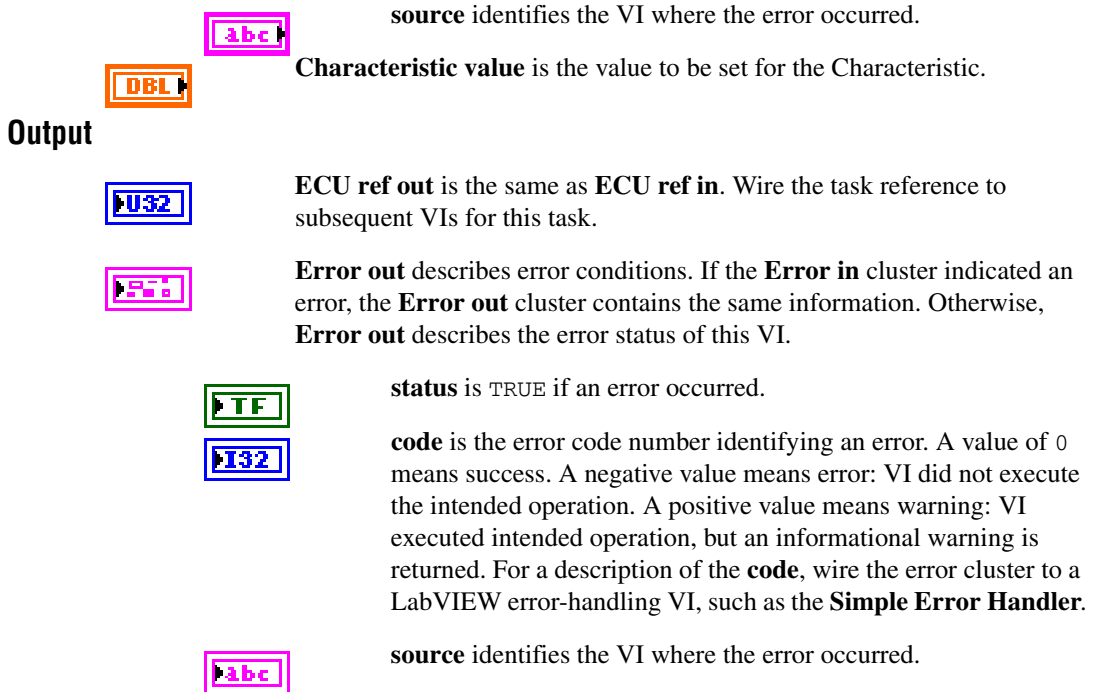 abc
source identifies the VI where the error occurred.
DBL
Characteristic value is the value to be set for the Characteristic.
Output
U32
ECU ref out is the same as ECU ref in. Wire the task reference to
subsequent VIs for this task.
Error out describes error conditions. If the Error in cluster indicated an
error, the Error out cluster contains the same information. Otherwise,
Error out describes the error status of this VI.
TF
status is TRUE if an error occurred.
I32
code is the error code number identifying an error. A value of 0
means success. A negative value means error: VI did not execute
the intended operation. A positive value means warning: VI
executed intended operation, but an informational warning is
returned. For a description of the code, wire the error cluster to a
LabVIEW error-handling VI, such as the Simple Error Handler.
abc
source identifies the VI where the error occurred.